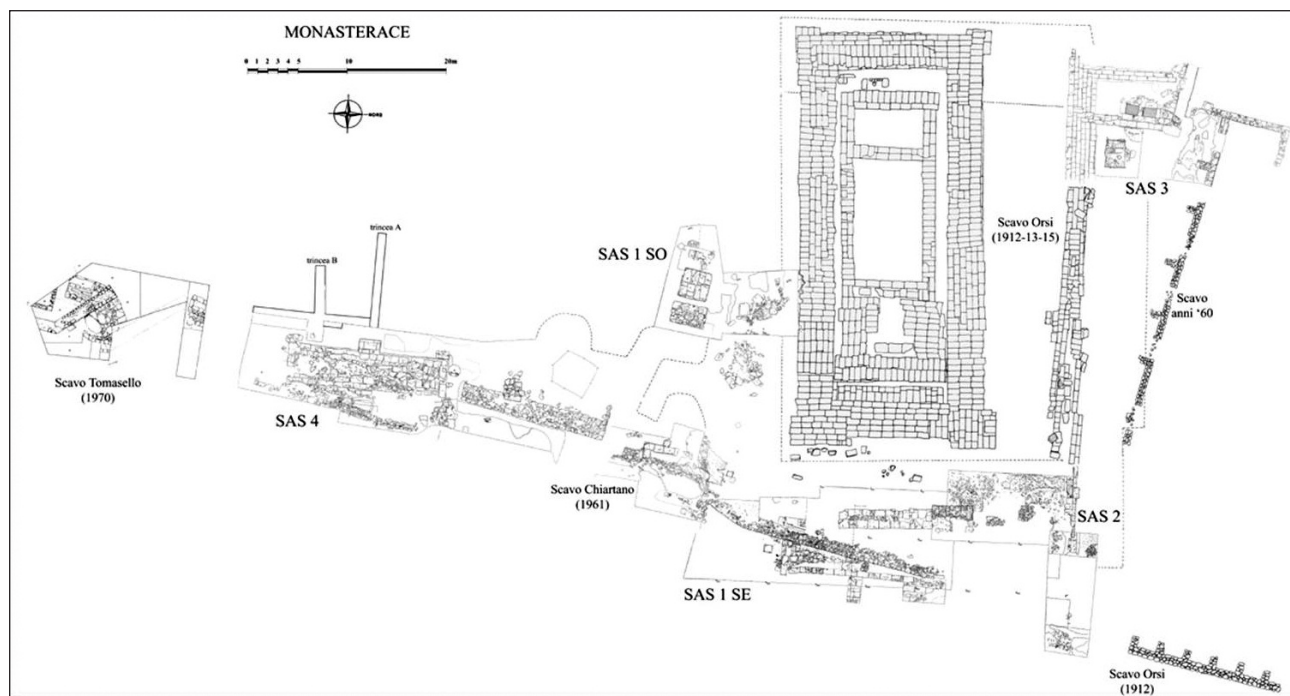 MONASTERACE
0 1 2 3 4 5 10 20m
NORD
trincea A
trincea B
SAS 1 SO
Scavo Orsi
(1912-13-15)
SAS 3
Scavo
anni ‘60
Scavo Tomasello
(1970)
SAS 4
Scavo Chiartano
(1961)
SAS 2
SAS 1 SE
Scavo Orsi
(1912)